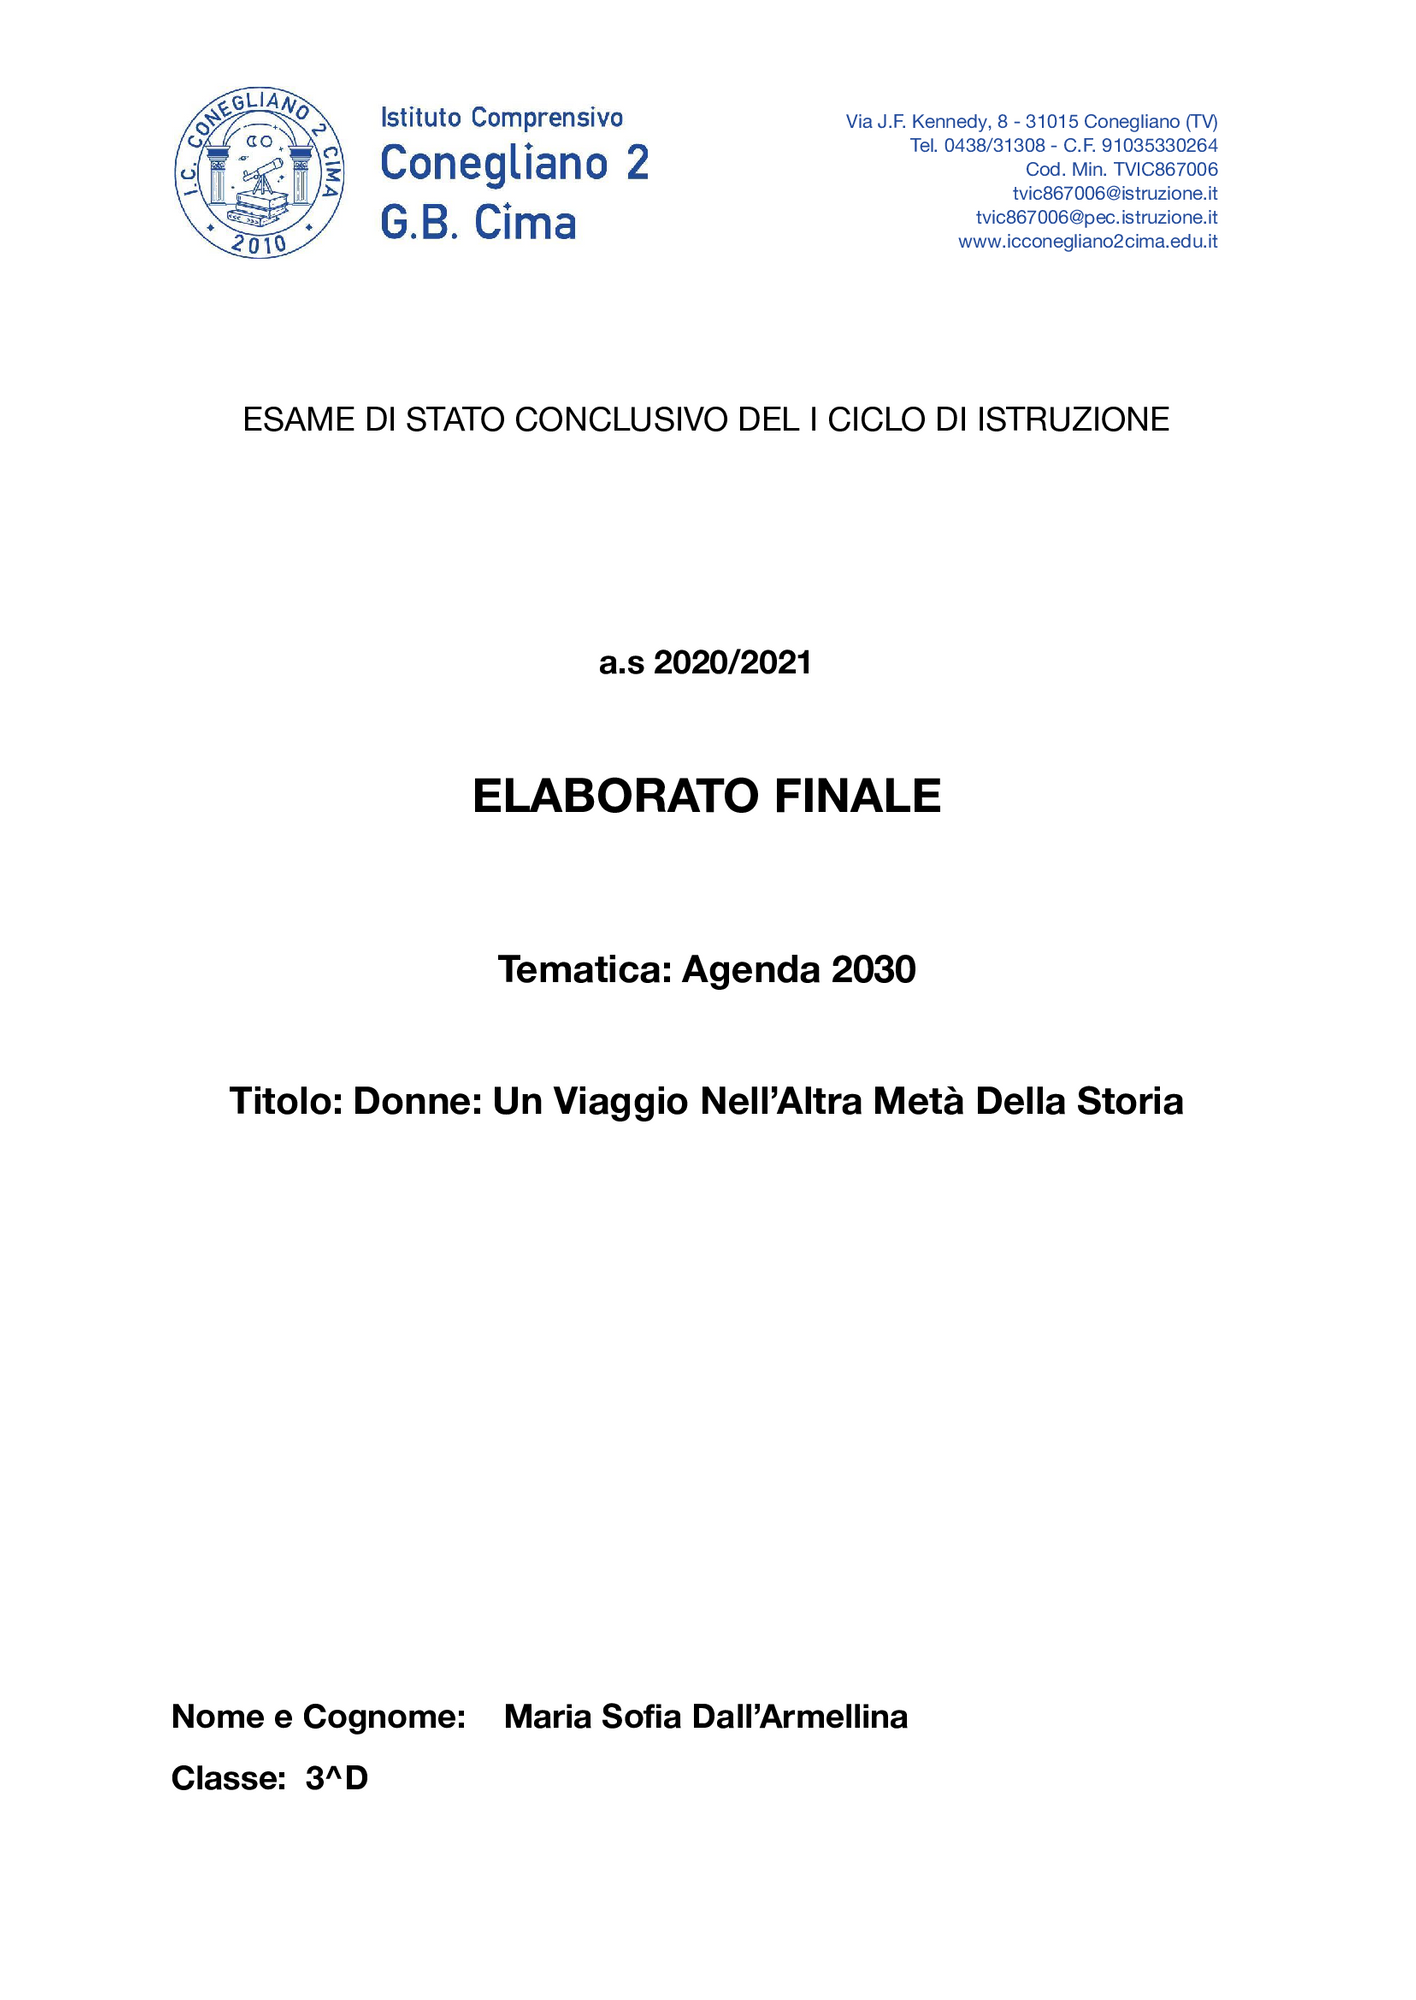 I.C. CONEGLIANO 2 CIMA
2010
Istituto Comprensivo
Conegliano 2
G.B. Cima
Via J.F. Kennedy, 8 - 31015 Conegliano (TV)
Tel. 0438/31308 - C.F. 91035330264
Cod. Min. TVIC867006
tvic867006@istruzione.it
tvic867006@pec.istruzione.it
www.icconegliano2cima.edu.it
ESAME DI STATO CONCLUSIVO DEL I CICLO DI ISTRUZIONE
a.s 2020/2021
ELABORATO FINALE
Tematica: Agenda 2030
Titolo: Donne: Un Viaggio Nell’Altra Metà Della Storia
Nome e Cognome: Maria Sofia Dall’Armellina
Classe: 3^D